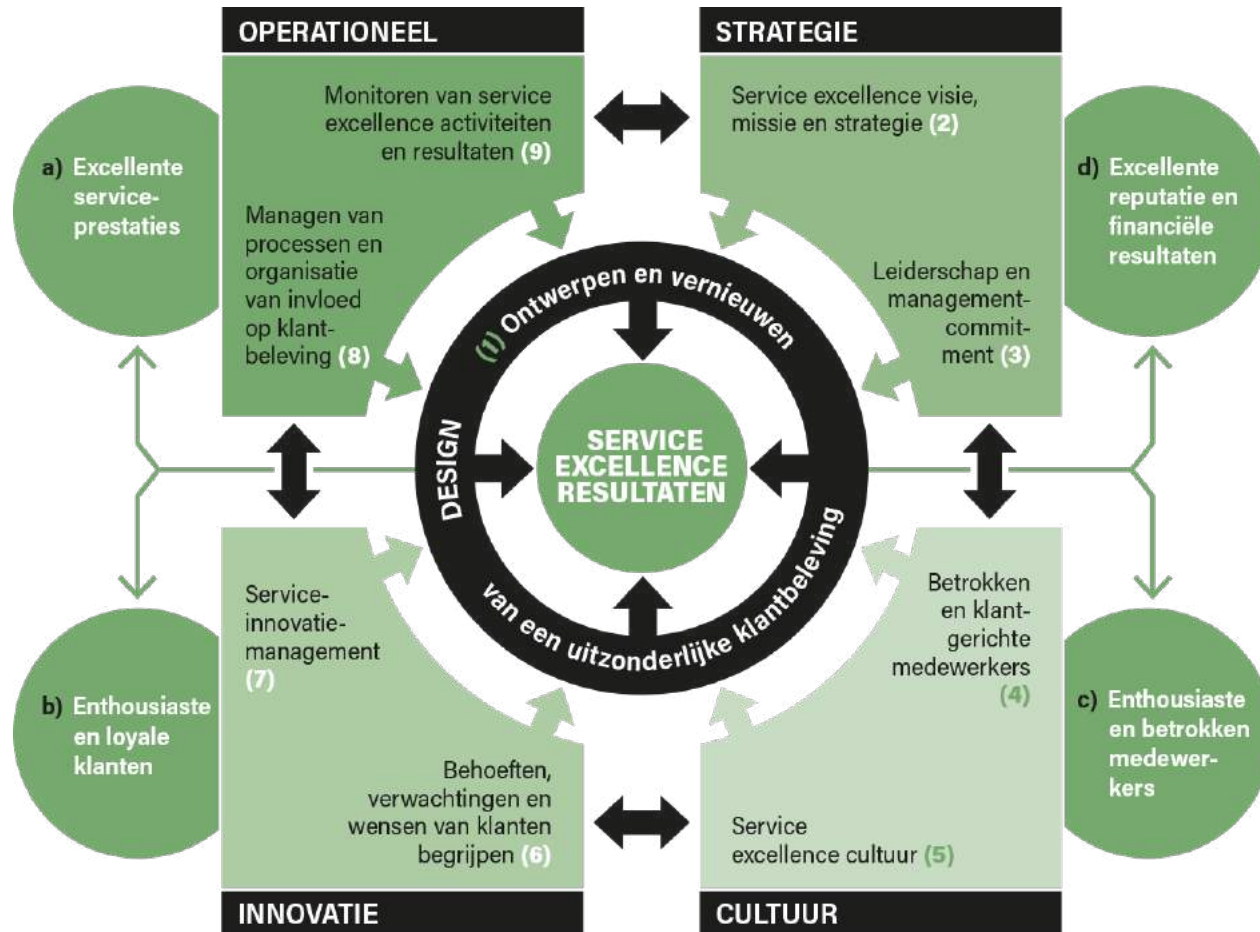 OPERATIONEEL
Monitoren van service
excellence activiteiten
en resultaten (9)
Managen van
processen en
organisatie
van invloed
op klant-
beleving (8)
STRATEGIE
Service excellence visie,
missie en strategie (2)
Leiderschap en
management-
commit-
ment (3)
a) Excellente
service-
prestaties
d) Excellente
reputatie en
financiële
resultaten
(1) Ontwerpen en vernieuwen
DESIGN
van een uitzonderlijke klantbeleving
SERVICE
EXCELLENCE
RESULTATEN
b) Enthousiaste
en loyale
klanten
Service-
innovatie-
management
(7)
Behoeften,
verwachtingen en
wensen van klanten
begrijpen (6)
INNOVATIE
Betrokken
en klant-
gerichte
medewerkers
(4)
Service
excellence cultuur (5)
CULTUUR
c) Enthousiaste
en betrokken
medewer-
kers